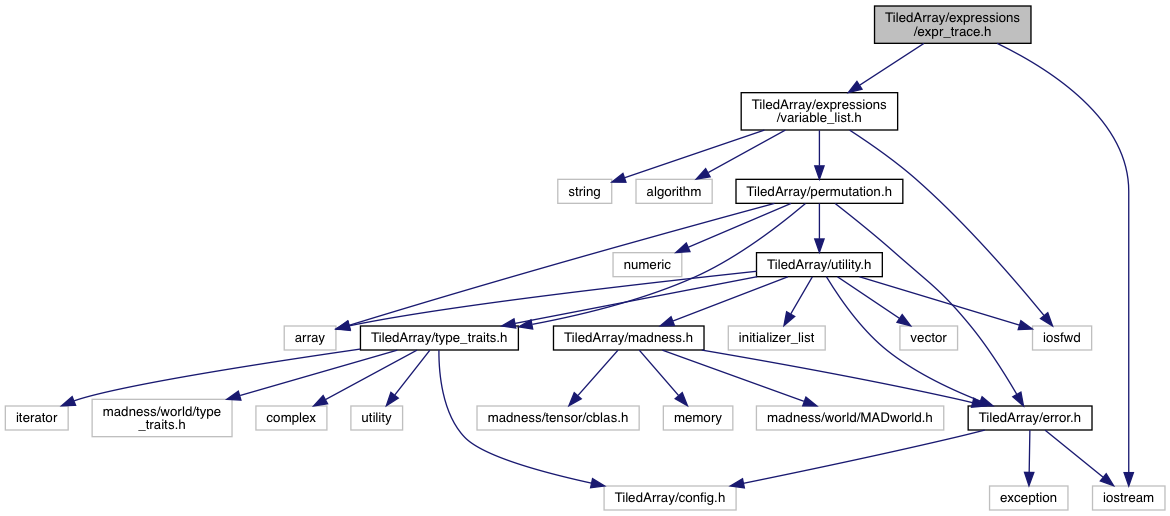 TiledArray/expressions
/expr_trace.h
TiledArray/expressions
/variable_list.h
string
algorithm
TiledArray/permutation.h
numeric
TiledArray/utility.h
array
TiledArray/type_traits.h
TiledArray/madness.h
initializer_list
vector
iosfwd
iterator
madness/world/type
_traits.h
complex
utility
madness/tensor/cblas.h
memory
madness/world/MADworld.h
TiledArray/error.h
TiledArray/config.h
exception
iostream